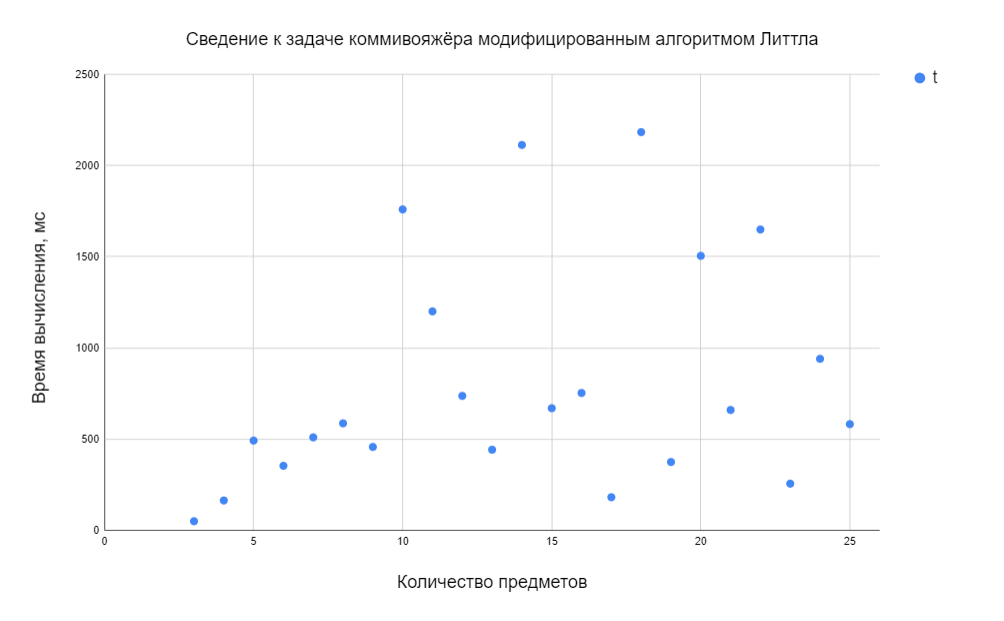 Сведение к задаче коммивояжёра модифицированным алгоритмом Литтла
t
2500
2000
1500
1000
500
0
Время вычисления, мс
0 5 10 15 20 25
Количество предметов